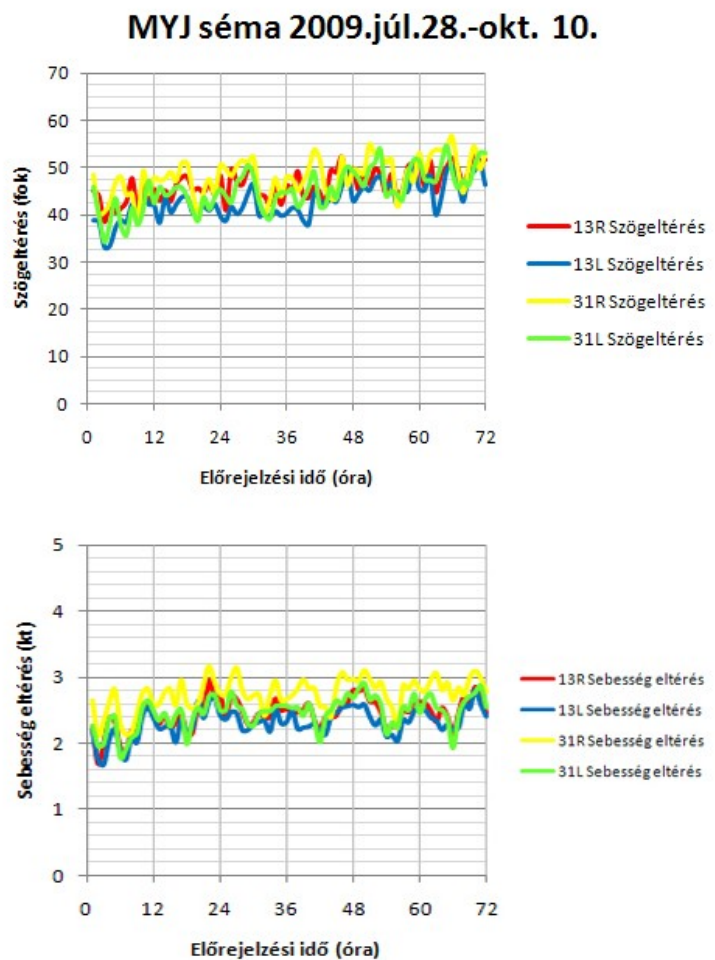 MYJ séma 2009.júl.28.-okt. 10.
70
60
50
40
30
20
10
0
Szögeltérés (fok)
0 12 24 36 48 60 72
Előrejelzési idő (óra)
13R Szögeltérés
13L Szögeltérés
31R Szögeltérés
31L Szögeltérés
5
4
3
2
1
0
Sebesség eltérés (kt)
0 12 24 36 48 60 72
Előrejelzési idő (óra)
13R Sebesség eltérés
13L Sebesség eltérés
31R Sebesség eltérés
31L Sebesség eltérés